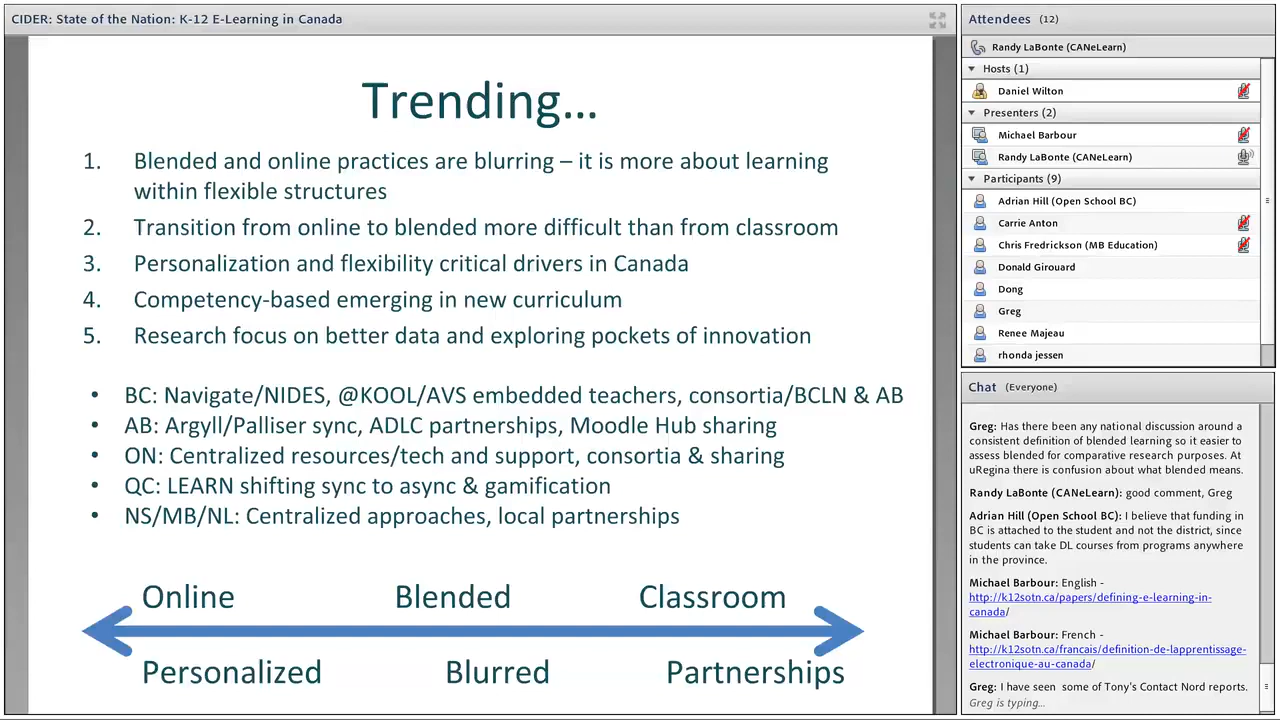 CIDER: State of the Nation: K-12 E-Learning in Canada
Trending...
1. Blended and online practices are blurring – it is more about learning
within flexible structures
2. Transition from online to blended more difficult than from classroom
3. Personalization and flexibility critical drivers in Canada
4. Competency-based emerging in new curriculum
5. Research focus on better data and exploring pockets of innovation
• BC: Navigate/NIDES, @KOOL/AVS embedded teachers, consortia/BCLN & AB
• AB: Argyll/Palliser sync, ADLC partnerships, Moodle Hub sharing
• ON: Centralized resources/tech and support, consortia & sharing
• QC: LEARN shifting sync to async & gamification
• NS/MB/NL: Centralized approaches, local partnerships
Online Blended Classroom
Personalized Blurred Partnerships
Attendees (12)
Randy LaBonte (CANeLearn)
Hosts (1)
Daniel Wilton
Presenters (2)
Michael Barbour
Randy LaBonte (CANeLearn)
Participants (9)
Adrian Hill (Open School BC)
Carrie Anton
Chris Fredrickson (MB Education)
Donald Girouard
Dong
Greg
Renee Majeau
rhonda jessen
Chat (Everyone)
Greg: Has there been any national discussion around a
consistent definition of blended learning so it easier to
assess blended for comparative research purposes. At
uRegina there is confusion about what blended means.
Randy LaBonte (CANeLearn): good comment, Greg
Adrian Hill (Open School BC): I believe that funding in
BC is attached to the student and not the district, since
students can take DL courses from programs anywhere
in the province.
Michael Barbour: English -
http://k12sotn.ca/papers/defining-e-learning-in-
canada/
Michael Barbour: French -
http://k12sotn.ca/francais/definition-de-lapprentissage-
electronique-au-canada/
Greg: I have seen some of Tony's Contact Nord reports.
Greg is typing...